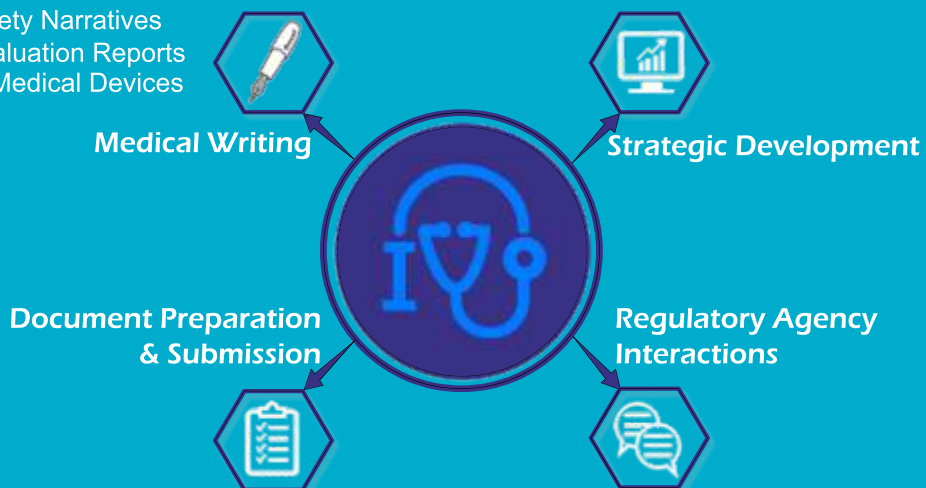 ety Narratives
aluation Reports
Medical Devices
Medical Writing
Strategic Development
Document Preparation
& Submission
Regulatory Agency
Interactions